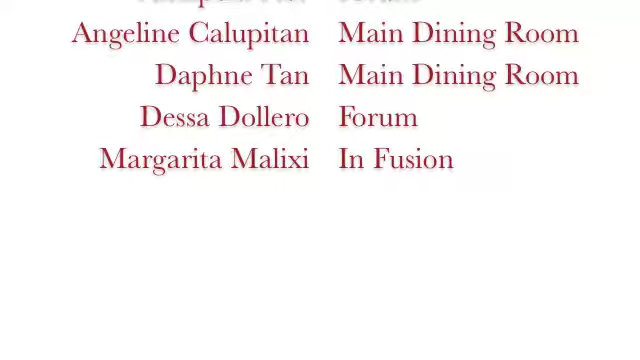 Angeline Calupitan Main Dining Room
Daphne Tan Main Dining Room
Dessa Dollero Forum
Margarita Malixi In Fusion